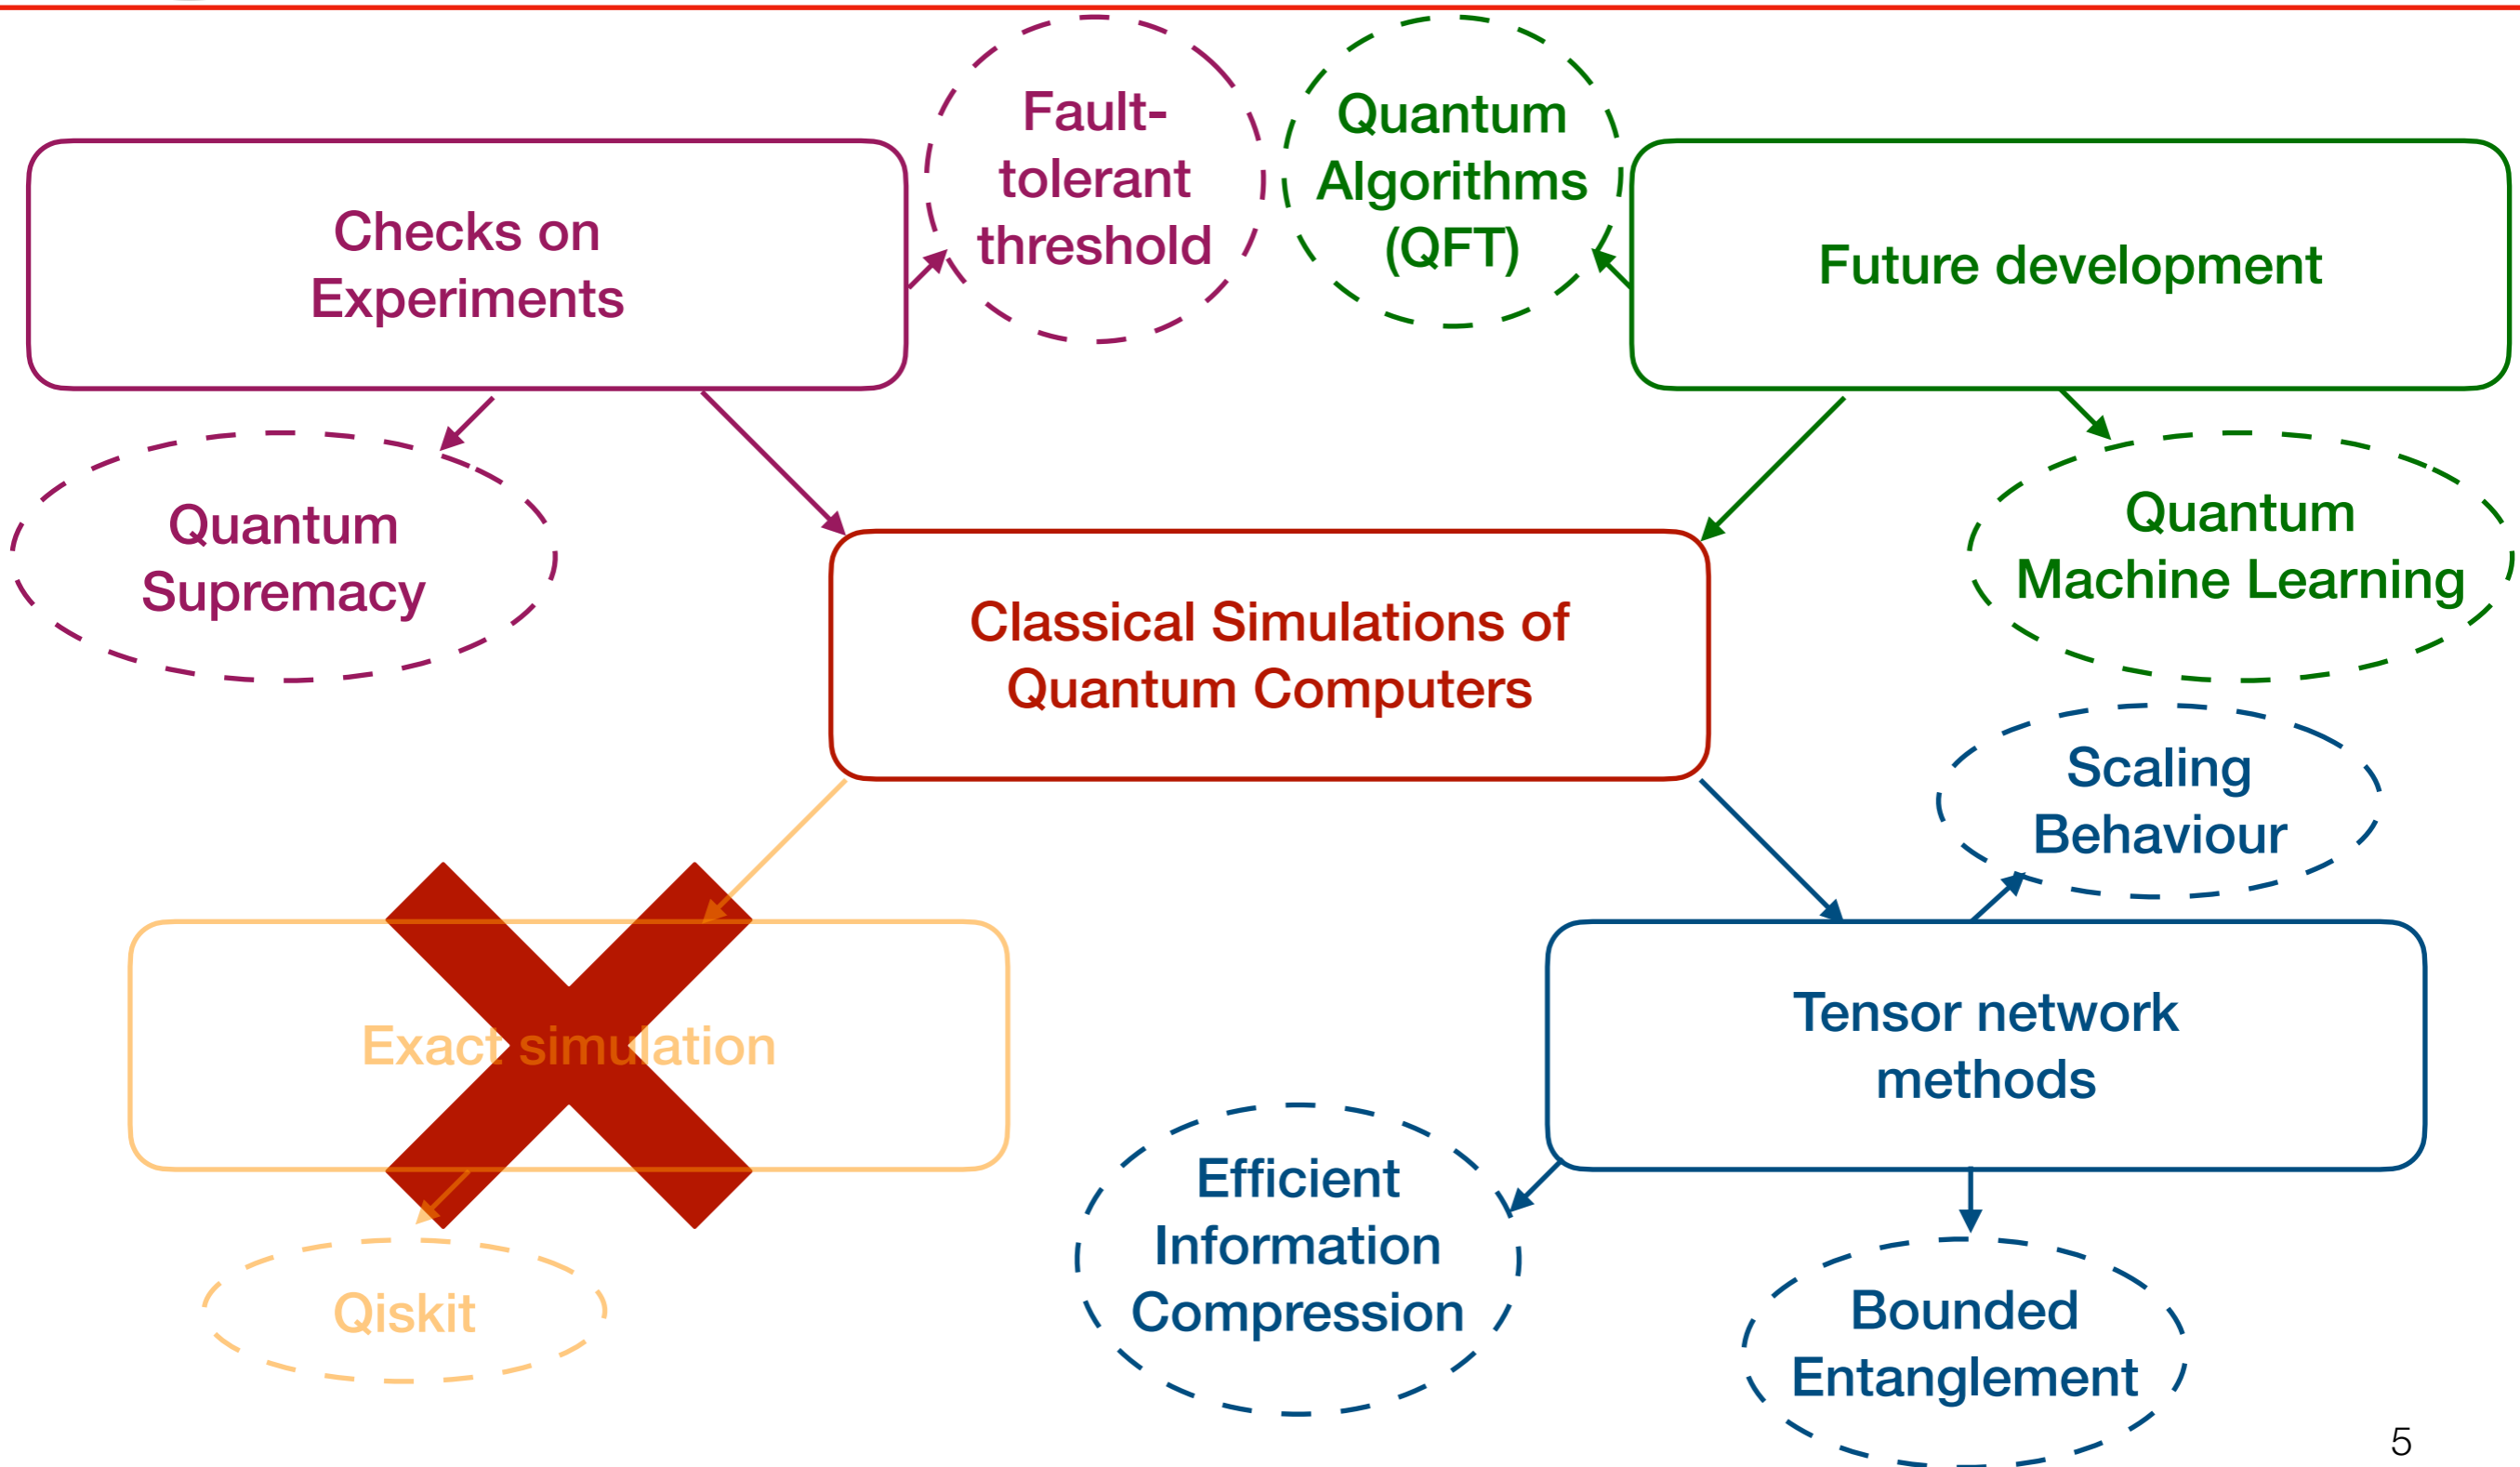 Fault-
tolerant
threshold
Quantum
Algorithms
(QFT)
Checks on
Experiments
Future development
Quantum
Supremacy
Quantum
Machine Learning
Classical Simulations of
Quantum Computers
Scaling
Behaviour
Exact simulation
Tensor network
methods
Efficient
Information
Compression
Qiskit
Bounded
Entanglement
5